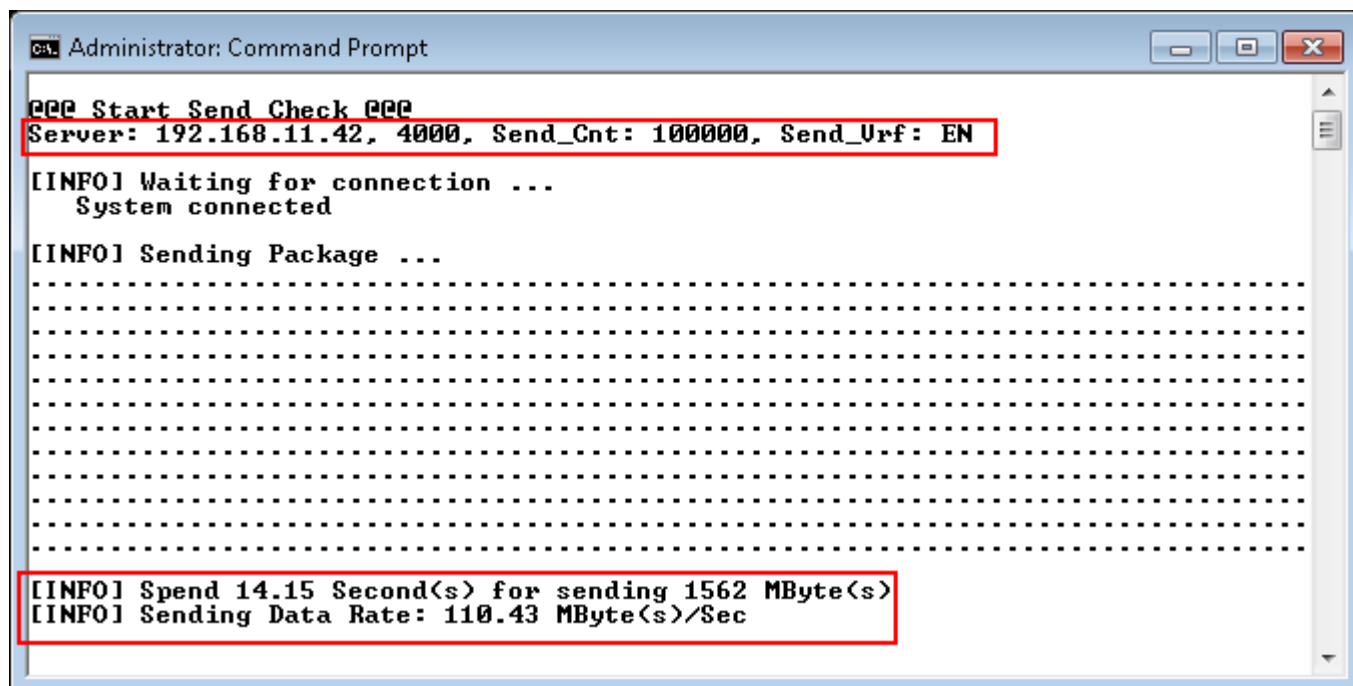 Administrator: Command Prompt
@@@ Start Send Check @@@
Server: 192.168.11.42, 4000, Send_Cnt: 100000, Send_Vrf: EN
[INFO] Waiting for connection ...
System connected
[INFO] Sending Package ...
................................................................................
................................................................................
................................................................................
................................................................................
................................................................................
................................................................................
................................................................................
................................................................................
................................................................................
................................................................................
................................................................................
................................................................................
[INFO] Spend 14.15 Second(s) for sending 1562 MByte(s)
[INFO] Sending Data Rate: 110.43 MByte(s)/Sec